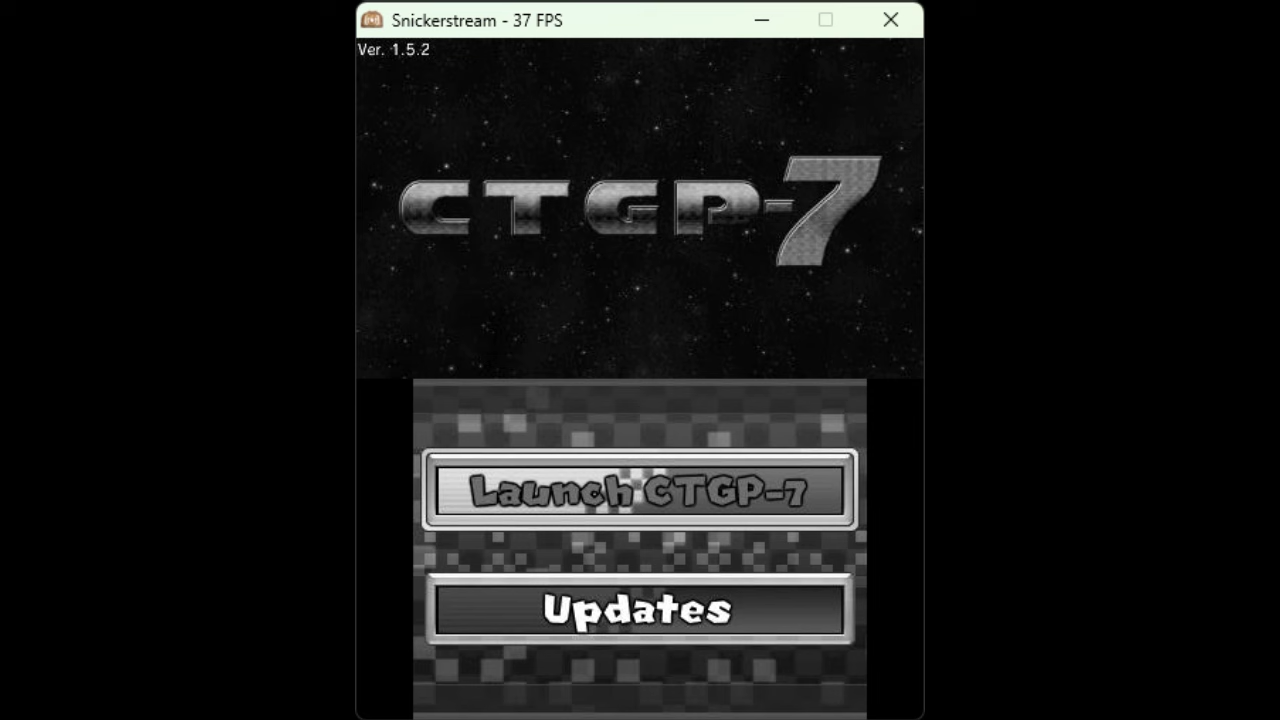 Snickerstream - 37 FPS
Ver. 1.5.2
CTGP-7
Launch CTGP-7
Updates